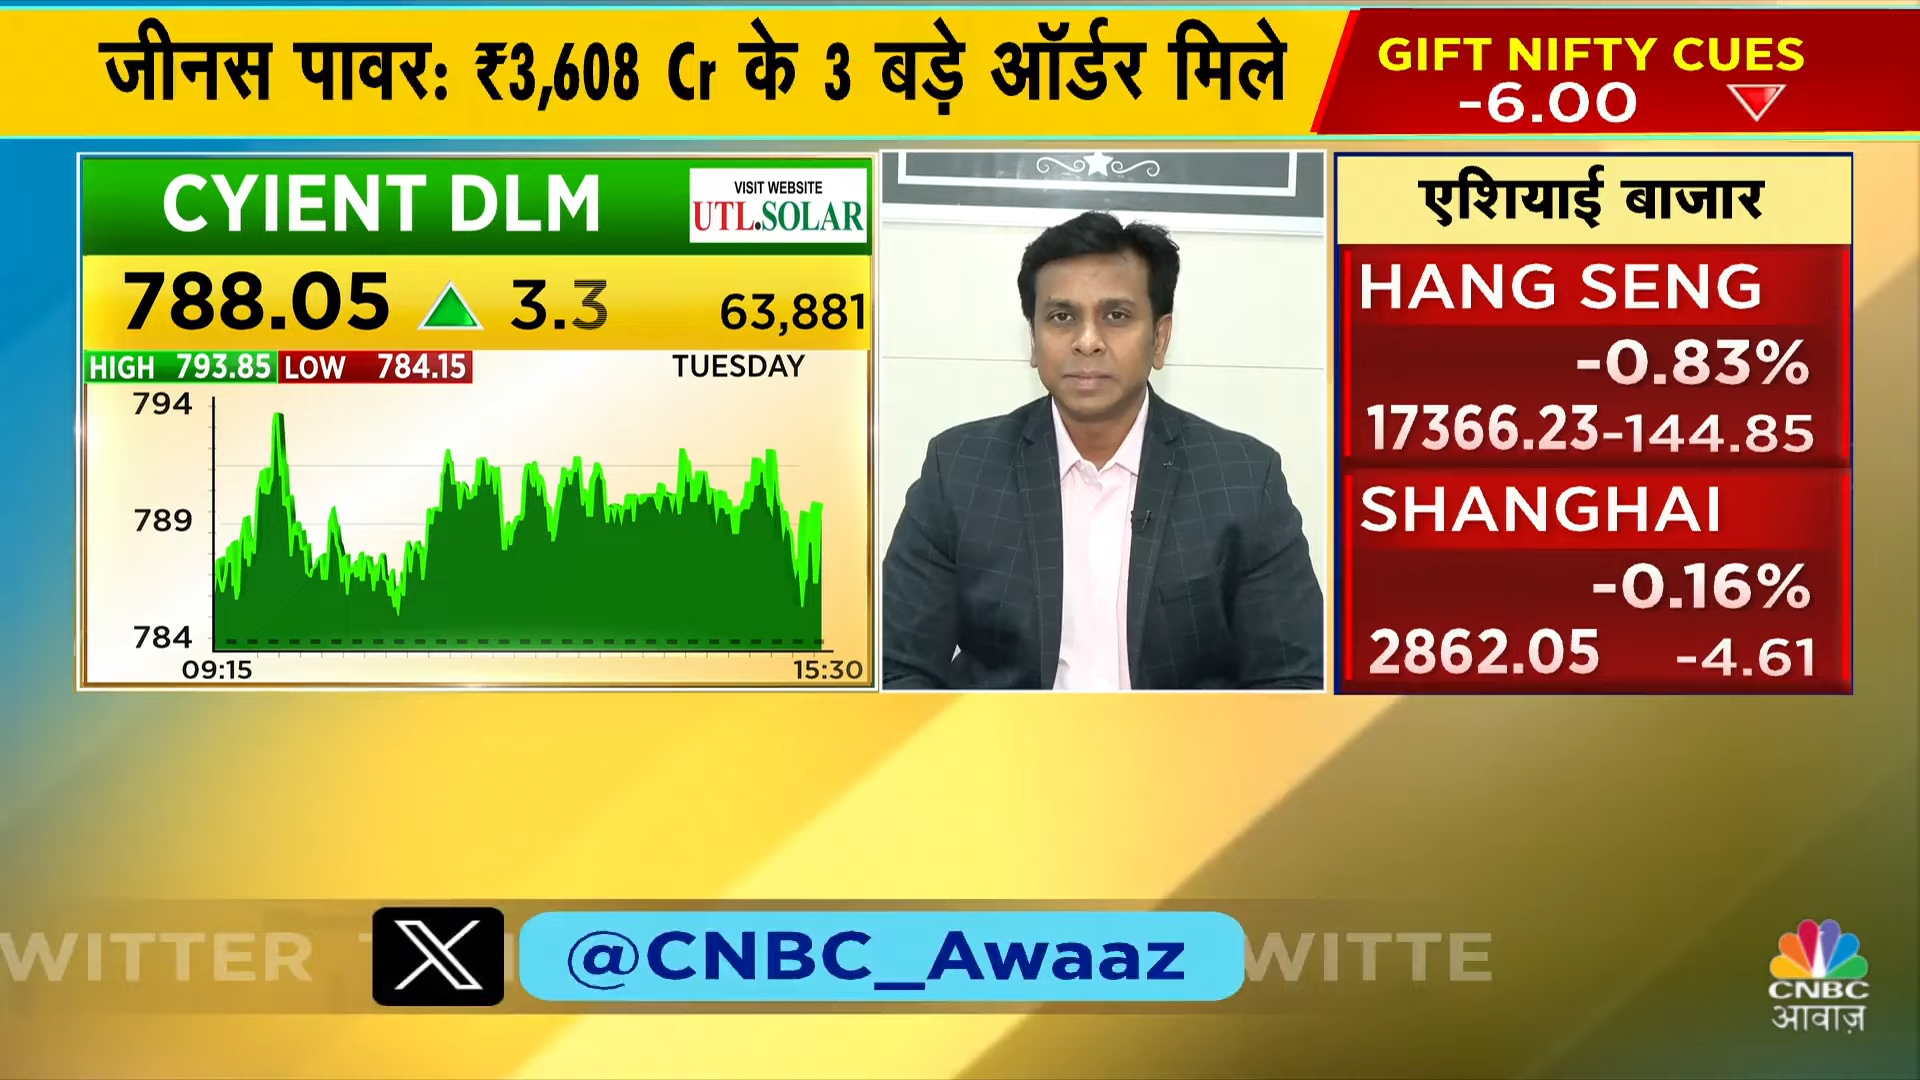 जीनस पावर: ₹3,608 Cr के 3 बड़े ऑर्डर मिले
GIFT NIFTY CUES
-6.00
CYIENT DLM
VISIT WEBSITE
UTL.SOLAR
788.05 3.3 63,881
HIGH 793.85 LOW 784.15 TUESDAY
794
789
784
09:15 15:30
एशियाई बाजार
HANG SENG
-0.83%
17366.23 -144.85
SHANGHAI
-0.16%
2862.05 -4.61
WITTER @CNBC_Awaaz WITTE
CNBC
आवाज़